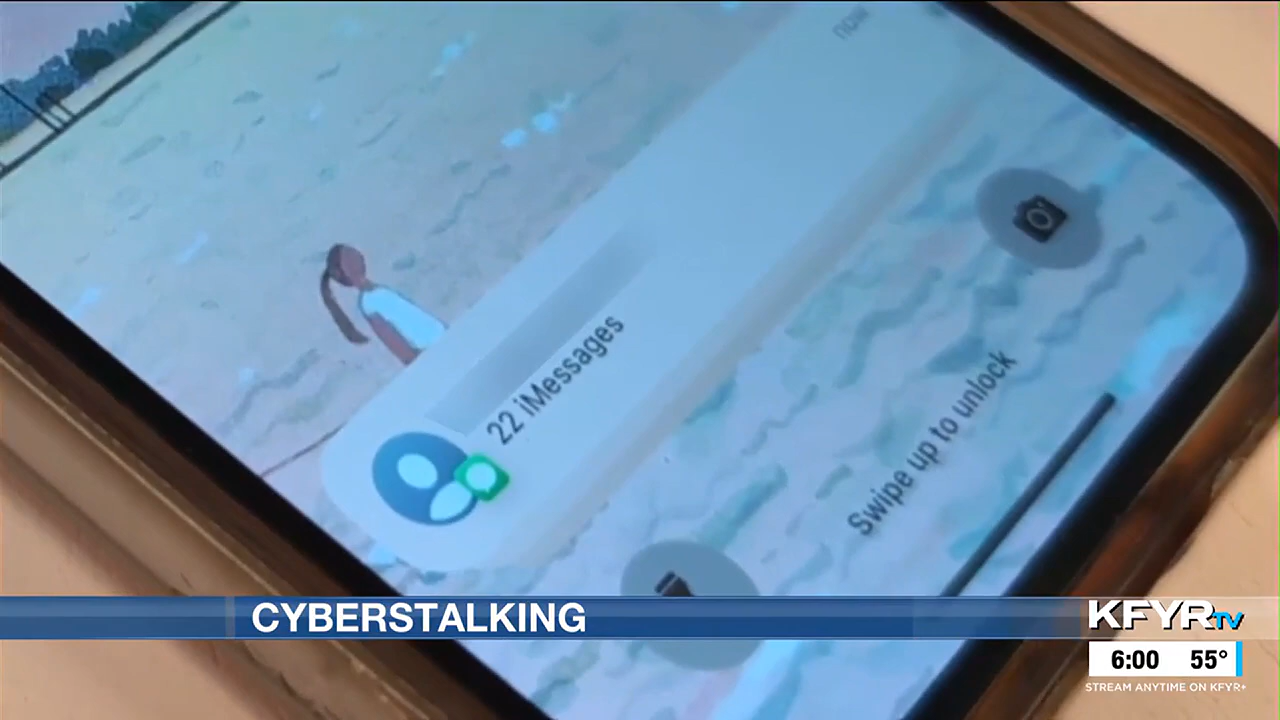 now
22 iMessages
Swipe up to unlock
CYBERSTALKING
KFYRTV
6:00 55°
STREAM ANYTIME ON KFYR+